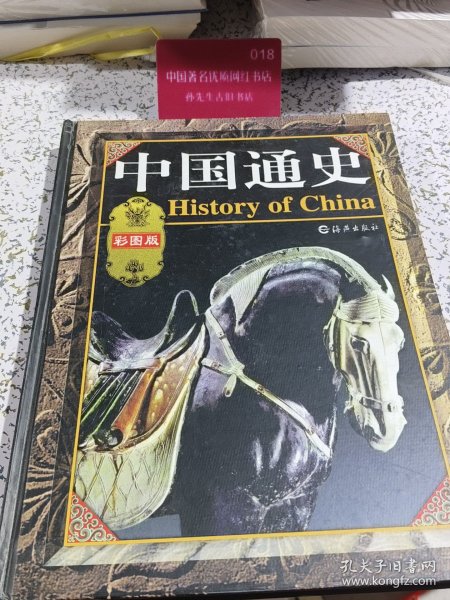 018
中国著名优质网红书店
孙先生古旧书店
中国通史
History of China
彩图版
海燕出版社
孔夫子旧书网
www.kongfz.com